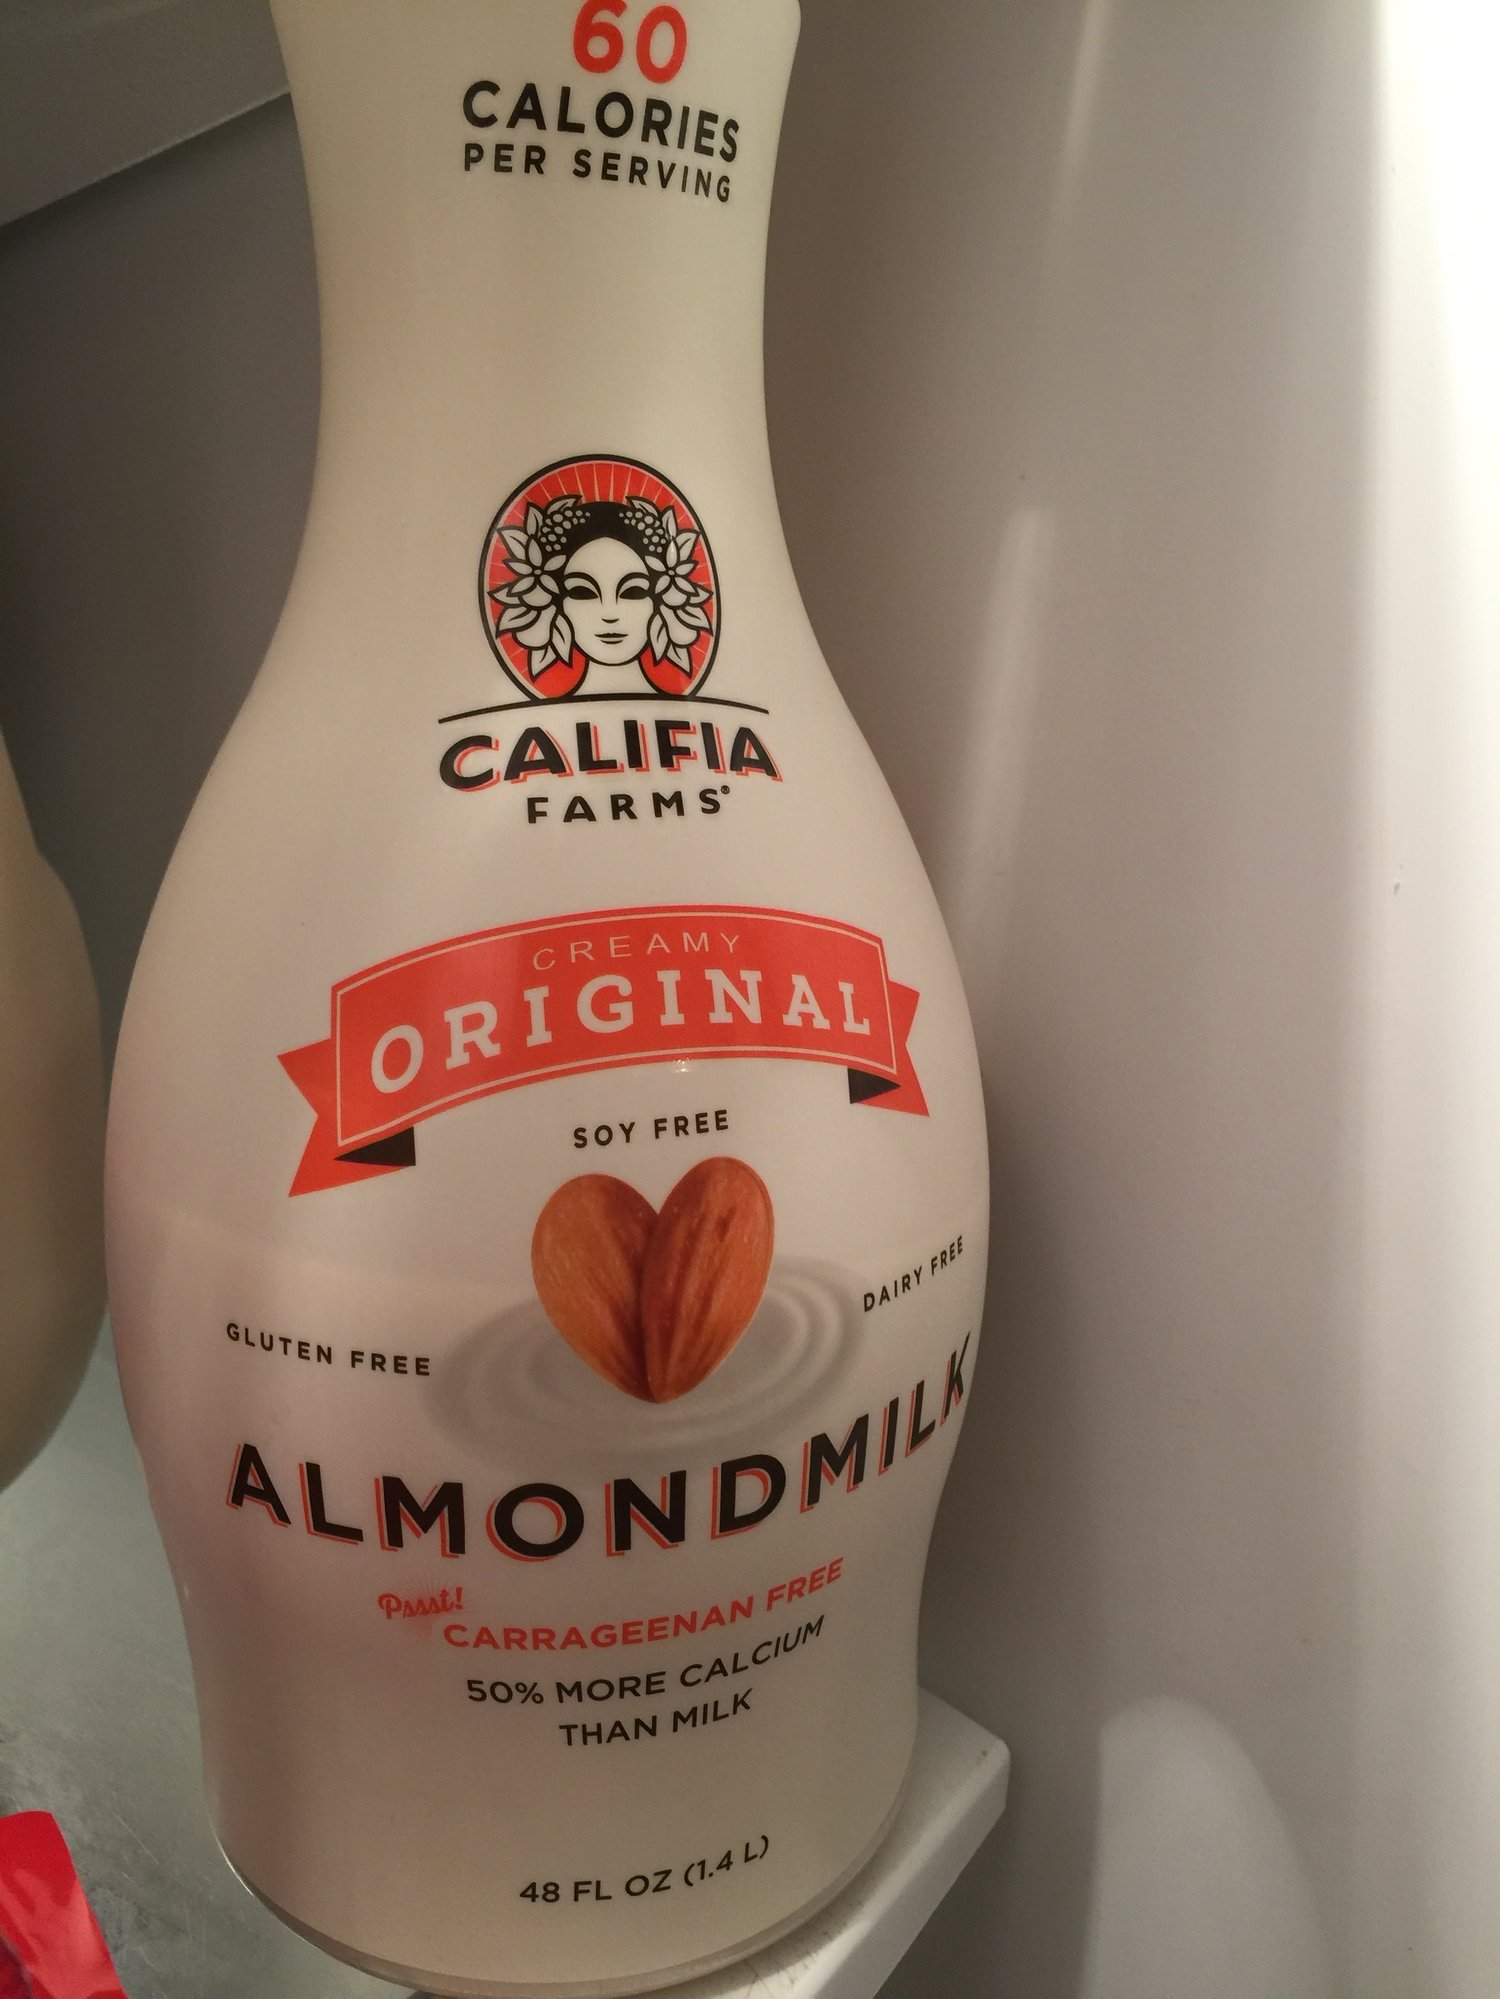 60
CALORIES
PER SERVING
CALIFIA
FARMS®
CREAMY
ORIGINAL
SOY FREE
GLUTEN FREE
DAIRY FREE
ALMONDMILK
Pssst!
CARRAGEENAN FREE
50% MORE CALCIUM
THAN MILK
48 FL OZ (1.4 L)